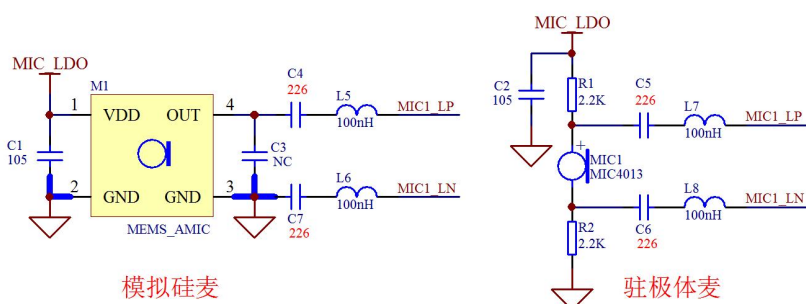 MIC_LDO
M1
1
VDD
OUT
4
C1
105
2
GND
GND
3
MEMS_AMIC
C4
226
L5
100nH
MIC1_LP
C3
NC
C7
226
L6
100nH
MIC1_LN
模拟硅麦
MIC_LDO
C2
105
R1
2.2K
C5
226
L7
100nH
MIC1_LP
+
MIC1
MIC4013
R2
2.2K
C6
226
L8
100nH
MIC1_LN
驻极体麦